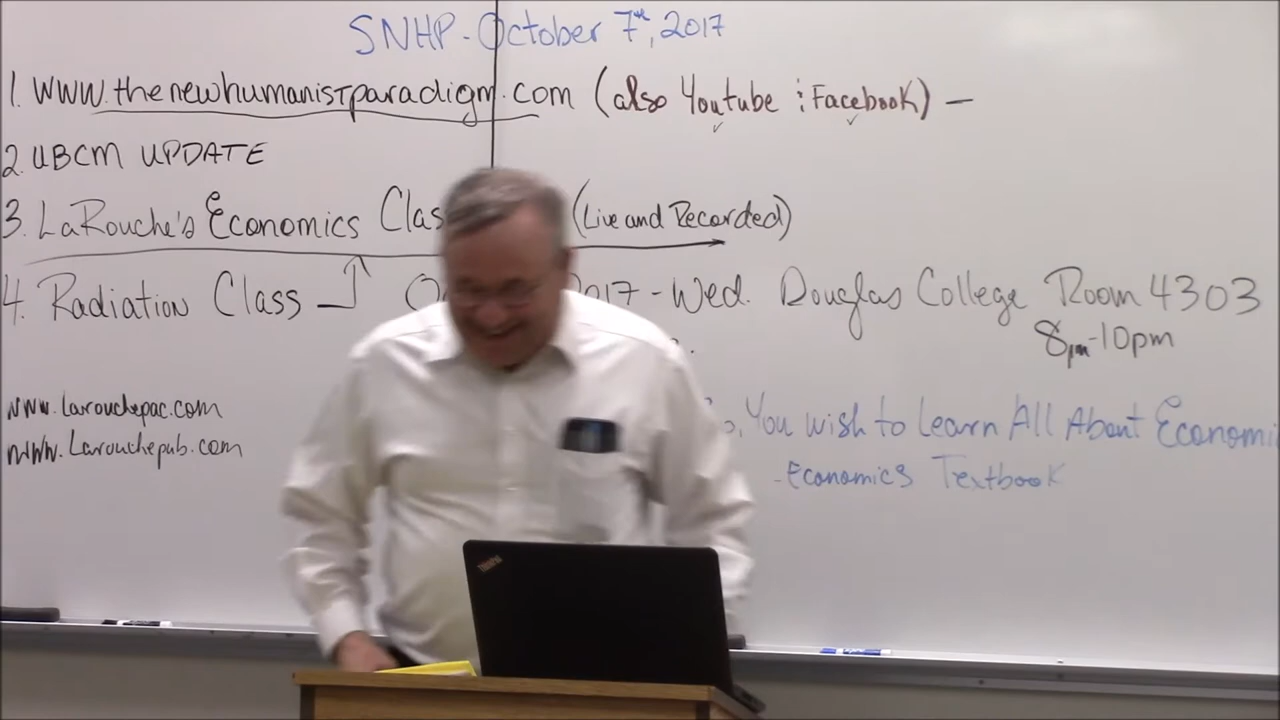 SNHP - October 7th, 2017
1. WWW.thenewhumanistparadigm.com (also Youtube & Facebook) —
2. UBCM UPDATE
3. LaRouche's Economics Clas (Live and Recorded)
4. Radiation Class 2017 - Wed. Douglas College Room 4303
8pm-10pm
www.Larouchepac.com
, You wish to Learn All About Economi
www.Larouchepub.com
- Economics Textbook
ThinkPad